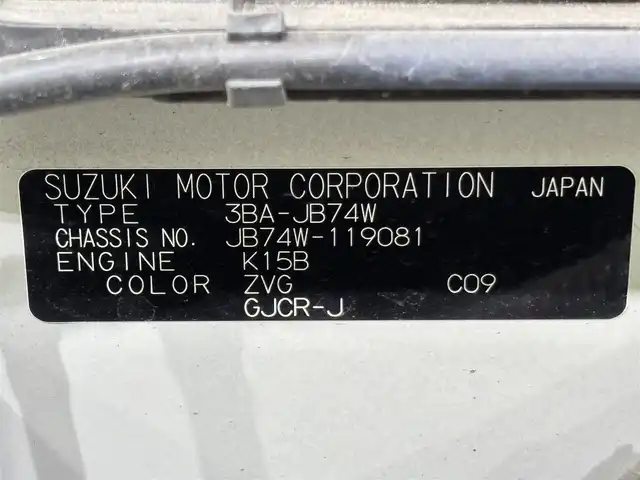 SUZUKI MOTOR CORPORATION JAPAN
TYPE 3BA-JB74W
CHASSIS NO. JB74W-119081
ENGINE K15B
COLOR ZVG C09
GJCR-J